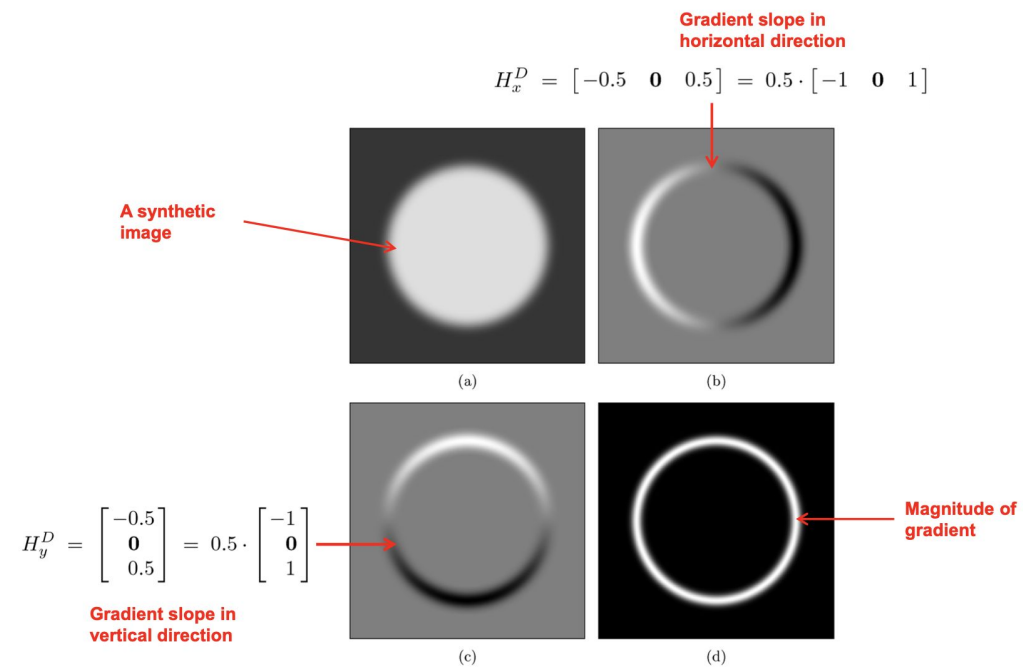 Gradient slope in
horizontal direction
H_x^D = [−0.5 0 0.5] = 0.5 · [−1 0 1]
A synthetic
image
(a)
(b)
H_y^D = [−0.5 0 0.5] = 0.5 · [−1 0 1]
Gradient slope in
vertical direction
Magnitude of
gradient
(c)
(d)